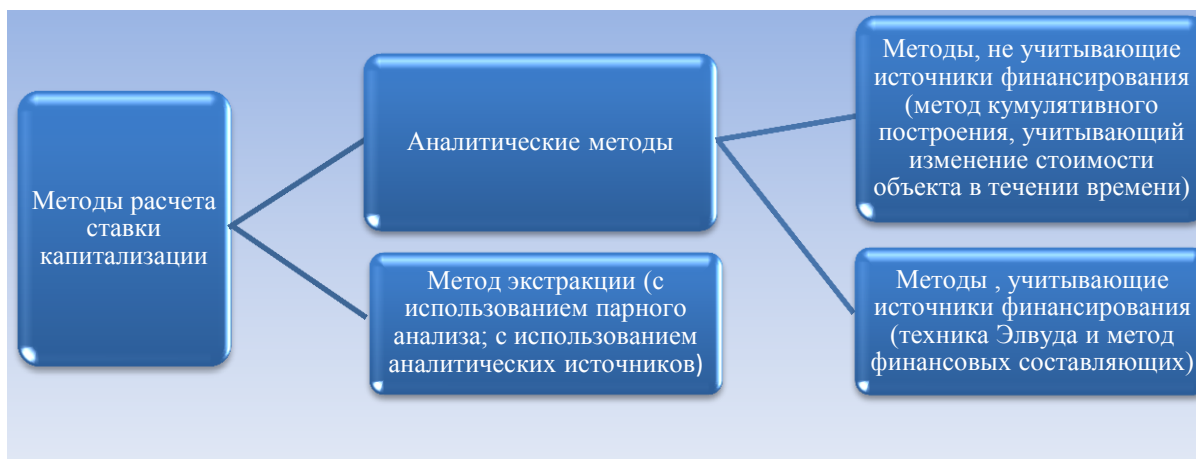 Методы расчета
ставки
капитализации
Аналитические методы
Метод экстракции (с
использованием парного
анализа; с использованием
аналитических источников)
Методы, не учитывающие
источники финансирования
(метод кумулятивного
построения, учитывающий
изменение стоимости
объекта в течении времени)
Методы , учитывающие
источники финансирования
(техника Элвуда и метод
финансовых составляющих)